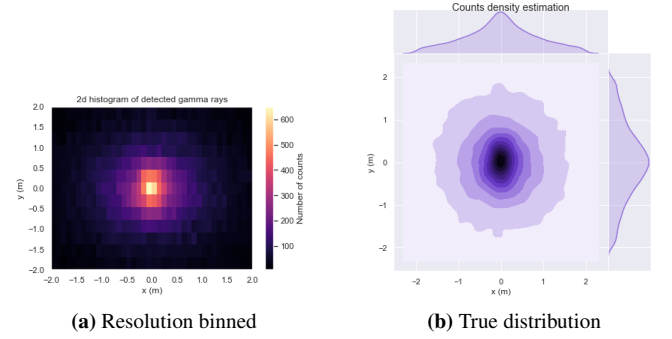 2d histogram of detected gamma rays
2.0
1.5
1.0
0.5
0.0
−0.5
−1.0
−1.5
−2.0
y (m)
−2.0 −1.5 −1.0 −0.5 0.0 0.5 1.0 1.5 2.0
x (m)
600
500
400
300
200
100
Number of counts
(a) Resolution binned
Counts density estimation
2
1
0
−1
−2
y (m)
−2 −1 0 1 2
x (m)
(b) True distribution